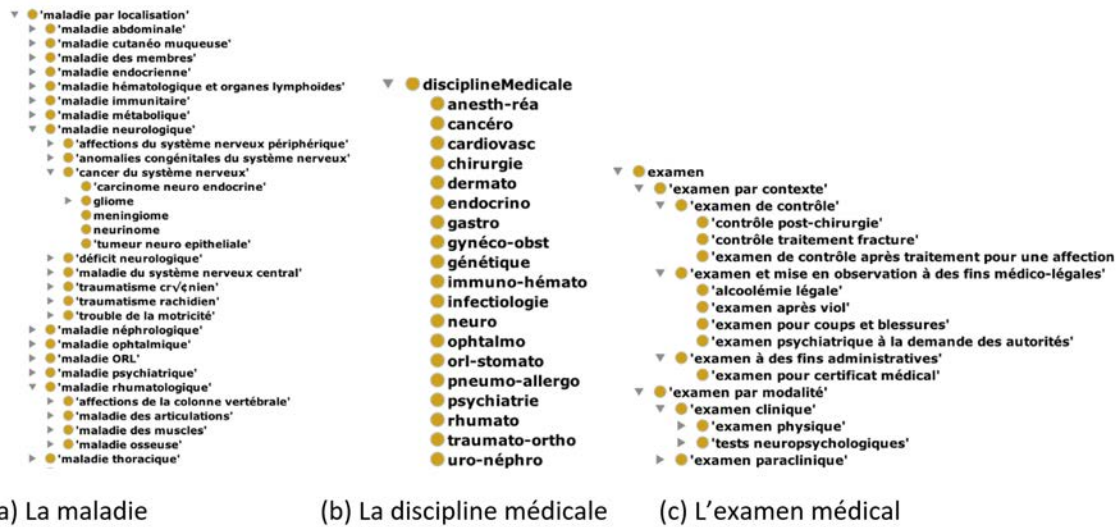 'maladie par localisation'
'maladie abdominale'
'maladie cutanéo muqueuse'
'maladie des membres'
'maladie endocrienne'
'maladie hématologique et organes lymphoïdes'
'maladie immunitaire'
'maladie métabolique'
'maladie neurologique'
'affections du système nerveux périphérique'
'anomalies congénitales du système nerveux'
'cancer du système nerveux'
'carcinome neuro endocrine'
gliome
meningiome
neurinome
'tumeur neuro epitheliale'
'déficit neurologique'
'maladie du système nerveux central'
'traumatisme cr√çnien'
'traumatisme rachidien'
'trouble de la motricité'
'maladie néphrologique'
'maladie ophtalmique'
'maladie ORL'
'maladie psychiatrique'
'maladie rhumatologique'
'affections de la colonne vertébrale'
'maladie des articulations'
'maladie des muscles'
'maladie osseuse'
'maladie thoracique'
disciplineMedicale
anesth-réa
cancéro
cardiovasc
chirurgie
dermato
endocrino
gastro
gynéco-obst
génétique
immuno-hémato
infectiologie
neuro
ophtalmo
orl-stomato
pneumo-allergo
psychiatrie
rhumato
traumato-ortho
uro-néphro
examen
'examen par contexte'
'examen de contrôle'
'contrôle post-chirurgie'
'contrôle traitement fracture'
'examen de contrôle après traitement pour une affection
'examen et mise en observation à des fins médico-légales'
'alcoolémie légale'
'examen après viol'
'examen pour coups et blessures'
'examen psychiatrique à la demande des autorités'
'examen à des fins administratives'
'examen pour certificat médical'
'examen par modalité'
'examen clinique'
'examen physique'
'tests neuropsychologiques'
'examen paraclinique'
a) La maladie
(b) La discipline médicale
(c) L'examen médical